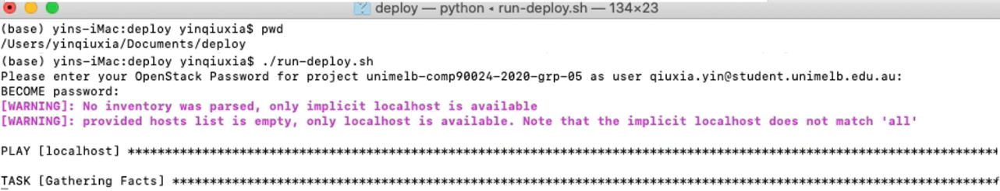 deploy — python ◂ run-deploy.sh — 134×23
(base) yins-iMac:deploy yinqiuxia$ pwd
/Users/yinqiuxia/Documents/deploy
(base) yins-iMac:deploy yinqiuxia$ ./run-deploy.sh
Please enter your OpenStack Password for project unimelb-comp90024-2020-grp-05 as user qiuxia.yin@student.unimelb.edu.au:
BECOME password:
[WARNING]: No inventory was parsed, only implicit localhost is available
[WARNING]: provided hosts list is empty, only localhost is available. Note that the implicit localhost does not match 'all'
PLAY [localhost] *********************************************************************************************************************
TASK [Gathering Facts] ***************************************************************************************************************